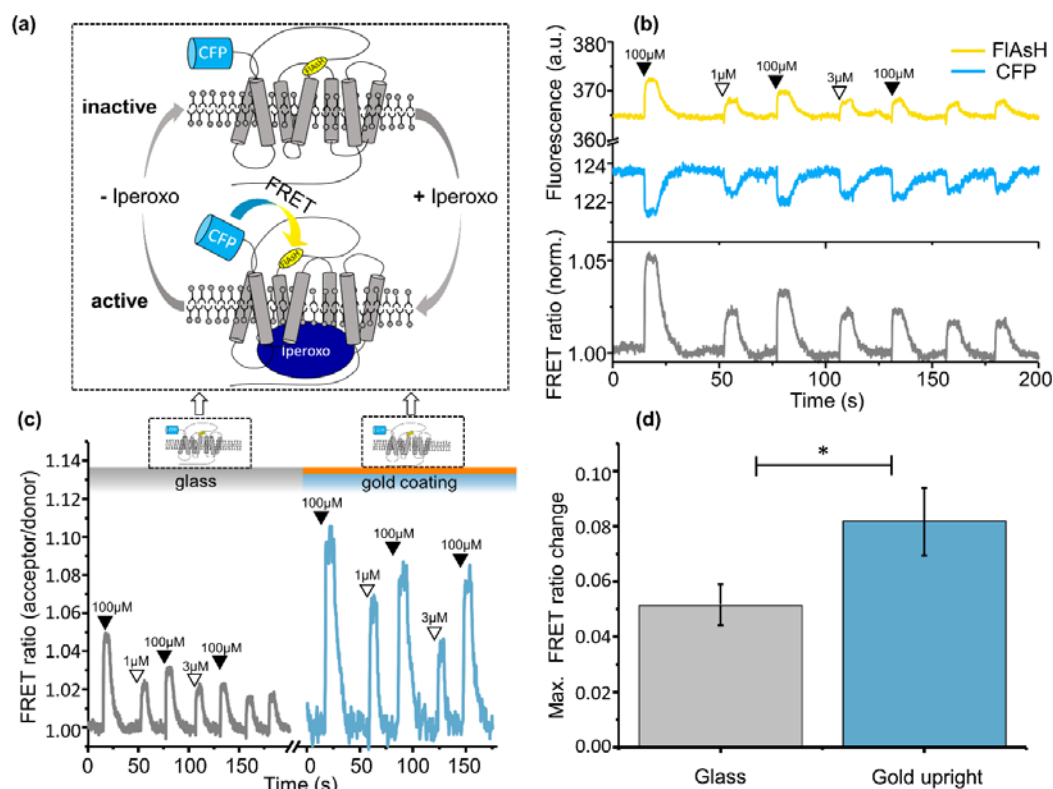 (a)
CFP
FlAsH
inactive
- Iperoxo
+ Iperoxo
FRET
CFP
FlAsH
active
Iperoxo
(b)
FlAsH
CFP
100µM
1µM
100µM
3µM
100µM
Fluorescence (a.u.)
390
370
360
124
122
FRET ratio (norm.)
1.05
1.00
0
50
100
125
150
200
Time (s)
(c)
glass
gold coating
FRET ratio (acceptor/donor)
1.14
1.12
1.10
1.08
1.06
1.04
1.02
1.00
100µM
1µM
100µM
3µM
100µM
100µM
1µM
100µM
3µM
100µM
0
50
100
150
0
50
100
150
Time (s)
(d)
*
Max. FRET ratio change
0.10
0.08
0.06
0.04
0.02
0.00
Glass
Gold upright